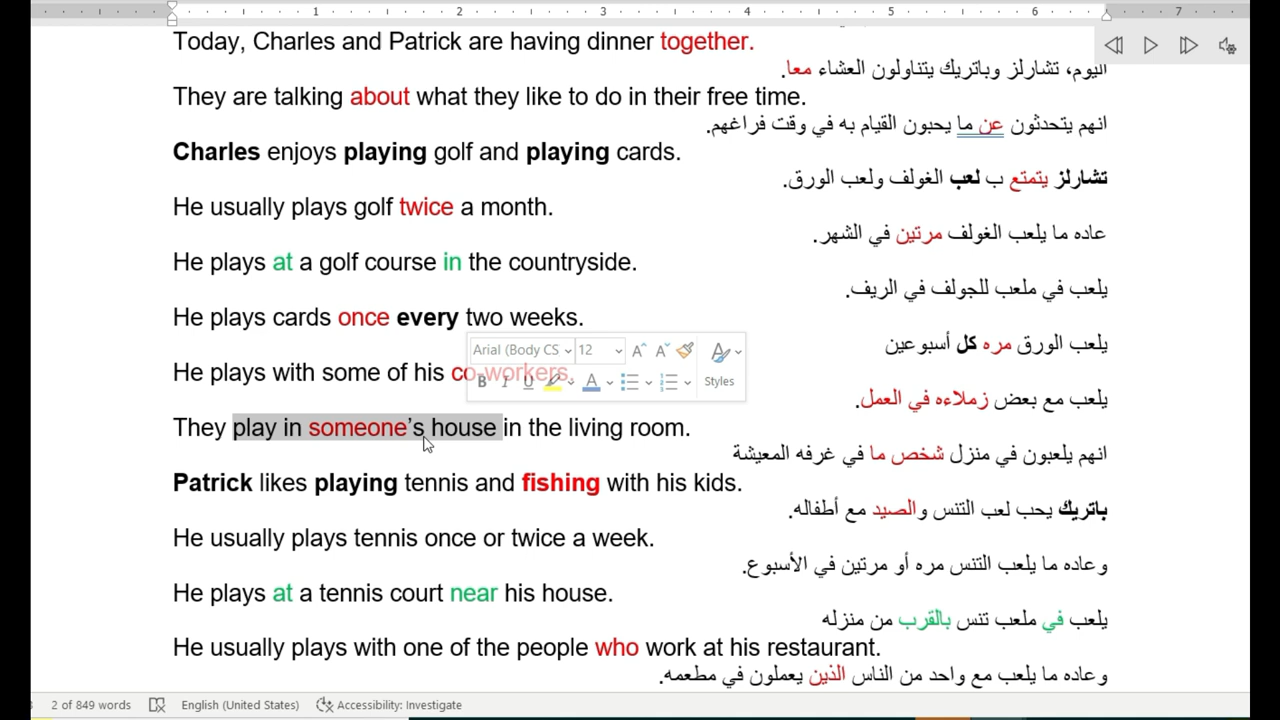 1 2 3 4 5 6 7
Today, Charles and Patrick are having dinner together.
اليوم، تشارلز وباتريك يتناولون العشاء معا.
They are talking about what they like to do in their free time.
انهم يتحدثون عن ما يحبون القيام به في وقت فراغهم.
Charles enjoys playing golf and playing cards.
تشارلز يتمتع ب لعب الغولف ولعب الورق.
He usually plays golf twice a month.
عاده ما يلعب الغولف مرتين في الشهر.
He plays at a golf course in the countryside.
يلعب في ملعب للجولف في الريف.
He plays cards once every two weeks.
يلعب الورق مره كل أسبوعين
Arial (Body CS 12
He plays with some of his co-workers.
B I U A Styles
يلعب مع بعض زملاءه في العمل.
They play in someone's house in the living room.
انهم يلعبون في منزل شخص ما في غرفه المعيشة
Patrick likes playing tennis and fishing with his kids.
باتريك يحب لعب التنس والصيد مع أطفاله.
He usually plays tennis once or twice a week.
وعاده ما يلعب التنس مره أو مرتين في الأسبوع.
He plays at a tennis court near his house.
يلعب في ملعب تنس بالقرب من منزله
He usually plays with one of the people who work at his restaurant.
وعاده ما يلعب مع واحد من الناس الذين يعملون في مطعمه.
2 of 849 words English (United States) Accessibility: Investigate